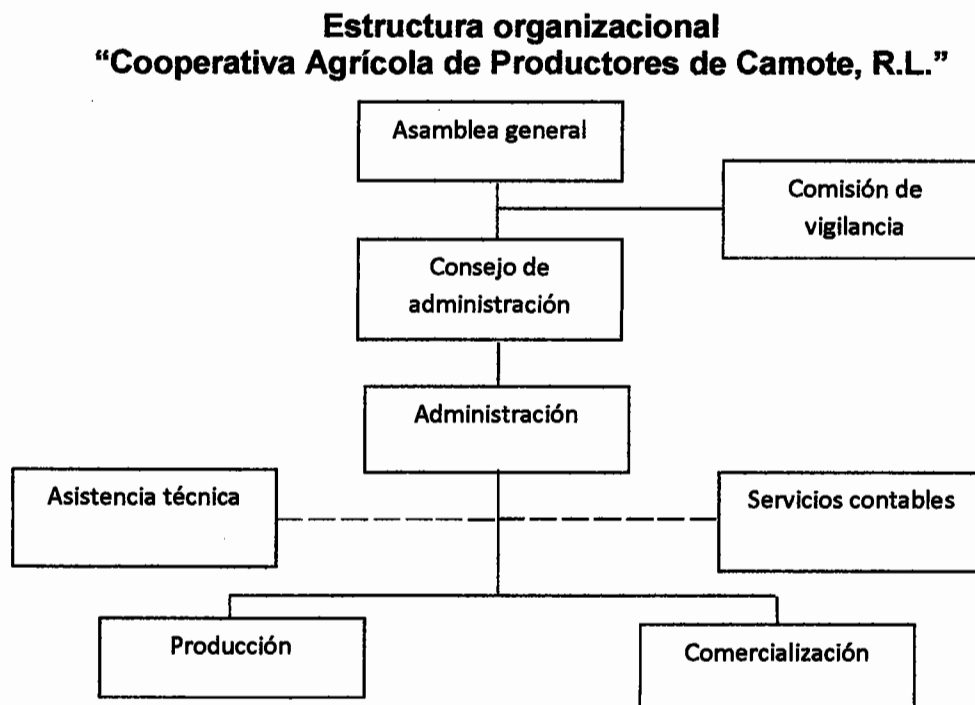 Estructura organizacional
“Cooperativa Agrícola de Productores de Camote, R.L.”
Asamblea general
Comisión de
vigilancia
Consejo de
administración
Administración
Asistencia técnica
Servicios contables
Producción
Comercialización